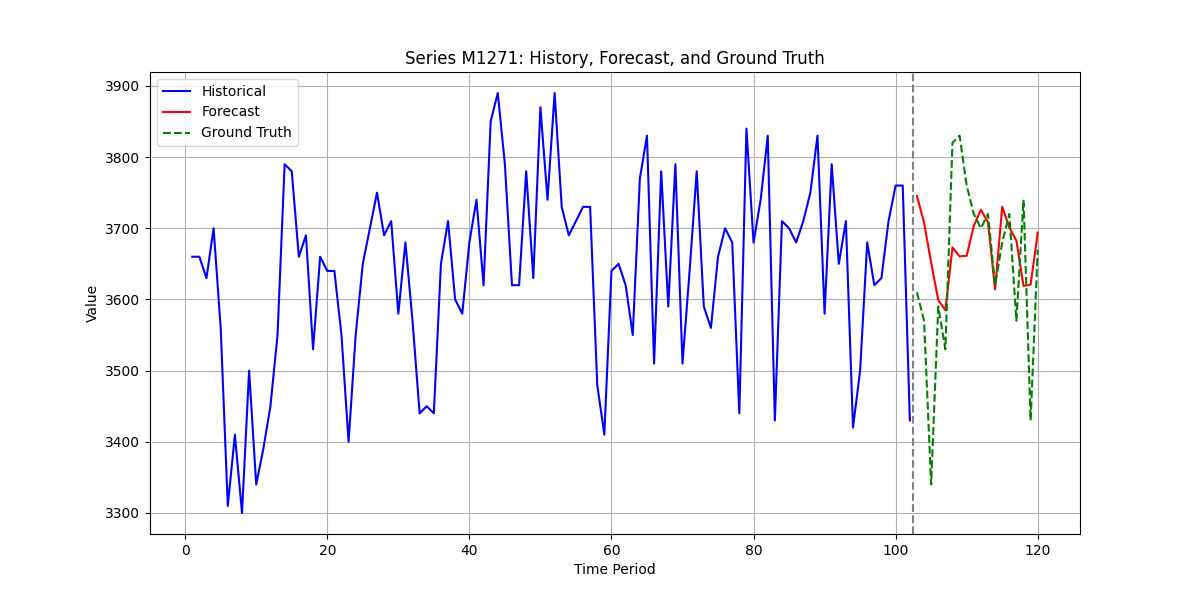 Series M1271: History, Forecast, and Ground Truth
Historical
Forecast
Ground Truth
Value
3900
3800
3700
3600
3500
3400
3300
0 20 40 60 80 100 120
Time Period